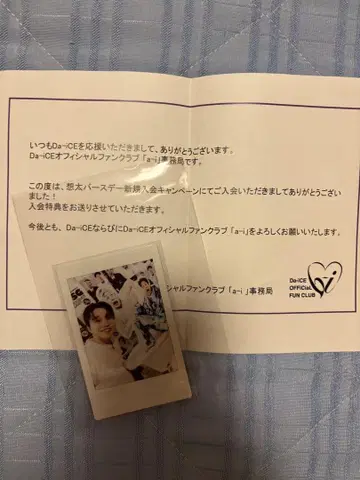 いつもDa-iCEを応援いただきまして、ありがとうございます。
Da-iCEオフィシャルファンクラブ「a-i」事務局です。
この度は、想太バースデー新規入会キャンペーンにてご入会いただきましてありがとうござい
ました！
入会特典をお送りさせていただきます。
今後とも、Da-iCEならびにDa-iCEオフィシャルファンクラブ「a-i」をよろしくお願いいたします。
シャルファンクラブ「a-i」事務局
Da-iCE
OFFiCiAL
FUN CLUB
a-i